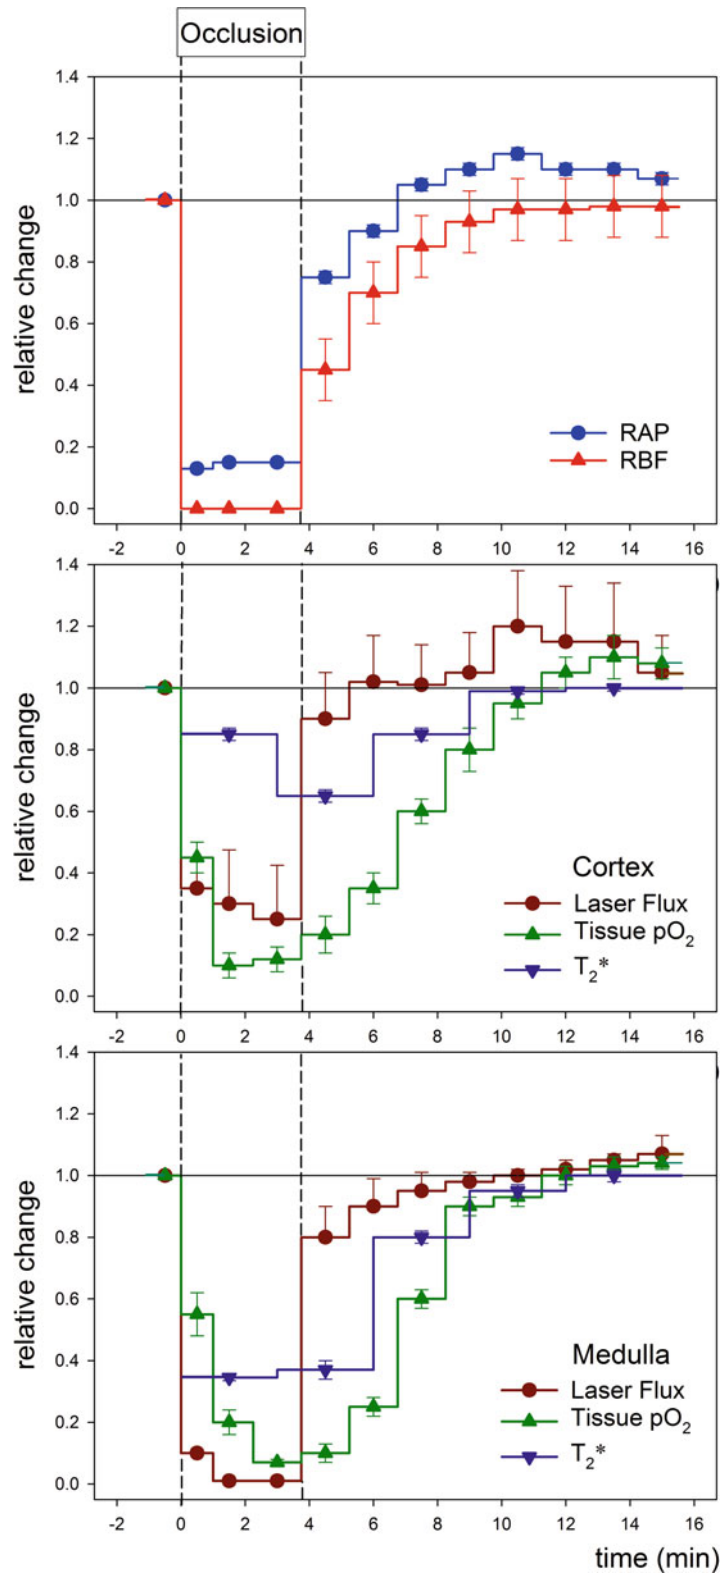 Occlusion
1.4
1.2
1.0
0.8
0.6
0.4
0.2
0.0
relative change
RAP
RBF
-2 0 2 4 6 8 10 12 14 16
1.4
1.2
1.0
0.8
0.6
0.4
0.2
0.0
relative change
Cortex
Laser Flux
Tissue pO₂
T₂*
-2 0 2 4 6 8 10 12 14 16
1.4
1.2
1.0
0.8
0.6
0.4
0.2
0.0
relative change
Medulla
Laser Flux
Tissue pO₂
T₂*
-2 0 2 4 6 8 10 12 14 16
time (min)